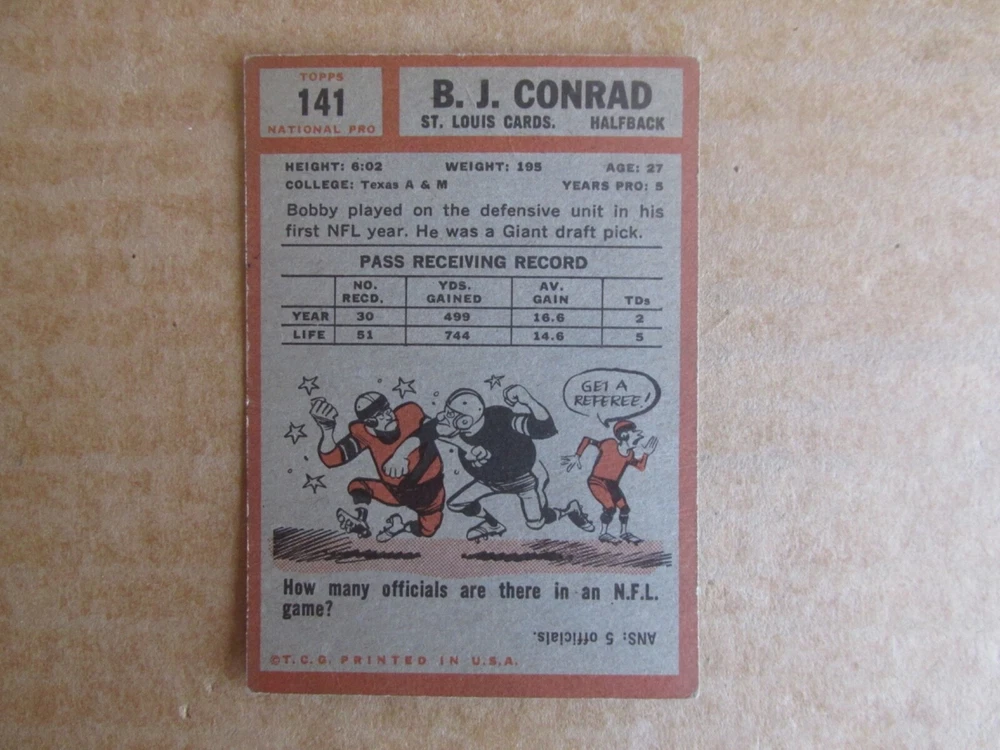 TOPPS
141
NATIONAL PRO
B. J. CONRAD
ST. LOUIS CARDS. HALFBACK
HEIGHT: 6:02 WEIGHT: 195 AGE: 27
COLLEGE: Texas A & M YEARS PRO: 5
Bobby played on the defensive unit in his
first NFL year. He was a Giant draft pick.
PASS RECEIVING RECORD
NO. RECD. YDS. GAINED AV. GAIN TDs
YEAR 30 499 16.6 2
LIFE 51 744 14.6 5
GET A
REFEREE!
How many officials are there in an N.F.L.
game?
ANS: 5 officials.
©T.C.G. PRINTED IN U.S.A.